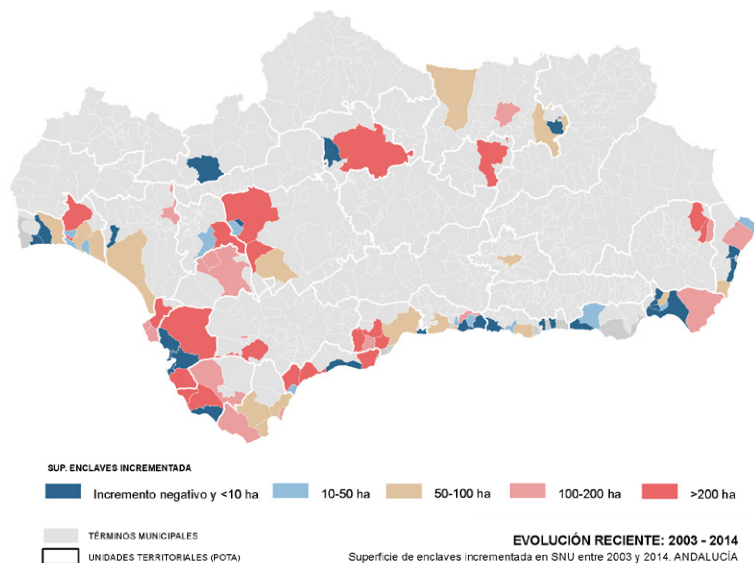 SUP. ENCLAVES INCREMENTADA
Incremento negativo y <10 ha
10-50 ha
50-100 ha
100-200 ha
>200 ha
TÉRMINOS MUNICIPALES
UNIDADES TERRITORIALES (POTA)
EVOLUCIÓN RECIENTE: 2003 - 2014
Superficie de enclaves incrementada en SNU entre 2003 y 2014. ANDALUCÍA